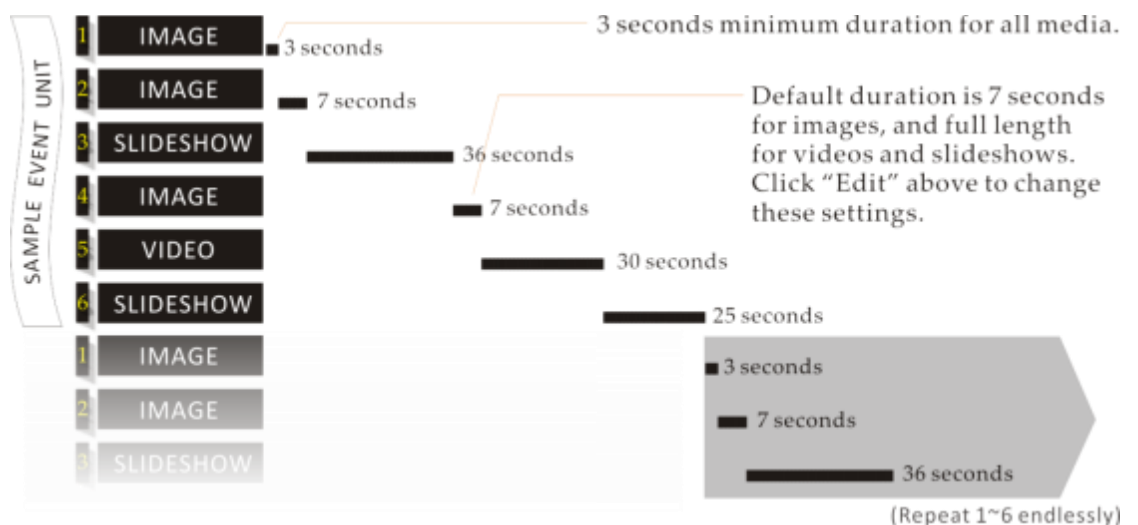 SAMPLE EVENT UNIT
1 IMAGE 3 seconds
3 seconds minimum duration for all media.
2 IMAGE 7 seconds
Default duration is 7 seconds
for images, and full length
for videos and slideshows.
Click “Edit” above to change
these settings.
3 SLIDESHOW 36 seconds
4 IMAGE 7 seconds
5 VIDEO 30 seconds
6 SLIDESHOW 25 seconds
1 IMAGE 3 seconds
2 IMAGE 7 seconds
3 SLIDESHOW 36 seconds
(Repeat 1~6 endlessly)